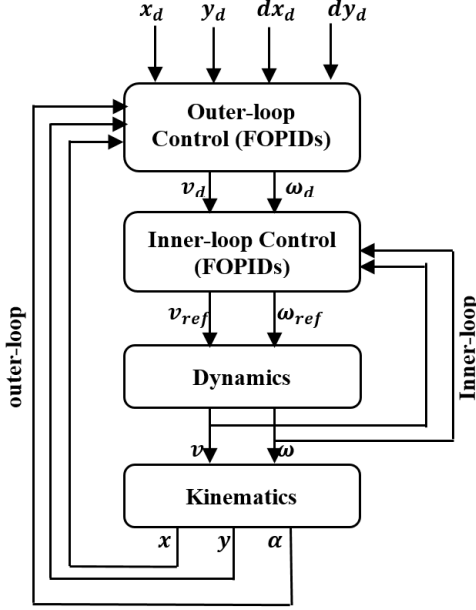 x_d y_d dx_d dy_d
Outer-loop
Control (FOPIDs)
v_d ω_d
Inner-loop Control
(FOPIDs)
v_ref ω_ref
Dynamics
v ω
Kinematics
x y α
outer-loop
Inner-loop